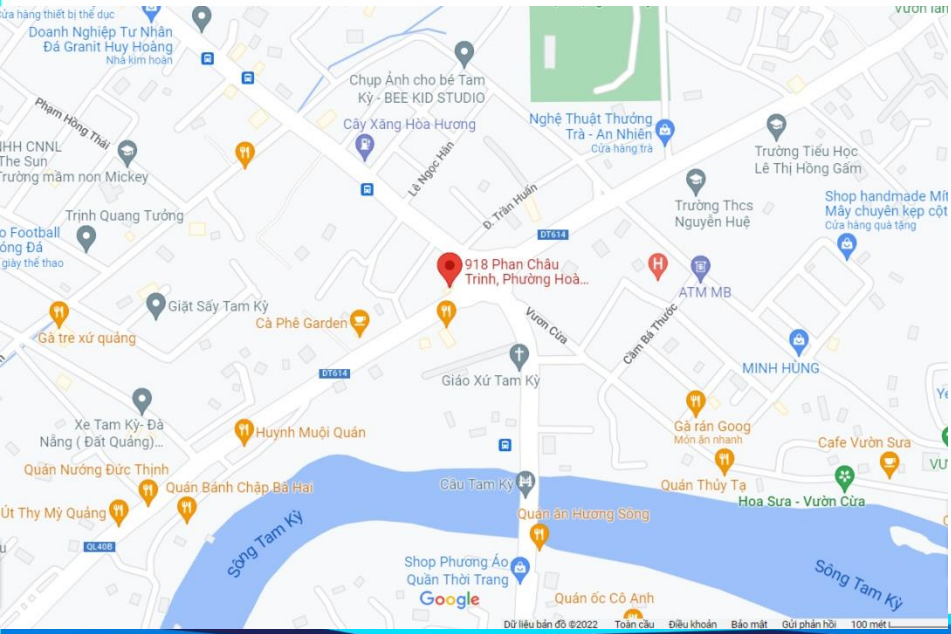 Cửa hàng thiết bị thể dục
Doanh Nghiệp Tư Nhân
Đá Granit Huy Hoàng
Nhà kim hoàn
Phạm Hồng Thái
The Sun
Trường mầm non Mickey
Trịnh Quang Tưởng
Football
giày thể thao
Gà tre xứ quảng
Giặt Sấy Tam Kỳ
Cà Phê Garden
DT614
Xe Tam Kỳ- Đà
Nẵng ( Đất Quảng)...
Huynh Muội Quán
Quán Nướng Đức Thịnh
Quán Bánh Chập Bà Hai
Út Thy Mỳ Quảng
QL40B
Sông Tam Kỳ
Chụp Ảnh cho bé Tam
Kỳ - BEE KID STUDIO
Cây Xăng Hòa Hương
Lê Ngọc Hân
Đ. Trần Huấn
DT614
918 Phan Châu
Trinh, Phường Hoà...
Vườn Cừa
Giáo Xứ Tam Kỳ
Nghệ Thuật Thưởng
Trà - An Nhiên
Cửa hàng trà
Trường Tiểu Học
Lê Thị Hồng Gấm
Trường Thcs
Nguyễn Huệ
Shop handmade Mít
Mây chuyên kẹp cột
Cửa hàng quà tặng
H
ATM MB
Cầm Bá Thước
MINH HÙNG
Gà rán Goog
Món ăn nhanh
Cafe Vườn Sưa
Quán Thủy Tạ
Hoa Sưa - Vườn Cừa
Cầu Tam Kỳ
Quán ăn Hương Sông
Shop Phương Áo
Quần Thời Trang
Quán ốc Cô Anh
Sông Tam Kỳ
Google
Dữ liệu bản đồ ©2022 Toàn cầu Điều khoản Bảo mật Gửi phản hồi 100 mét